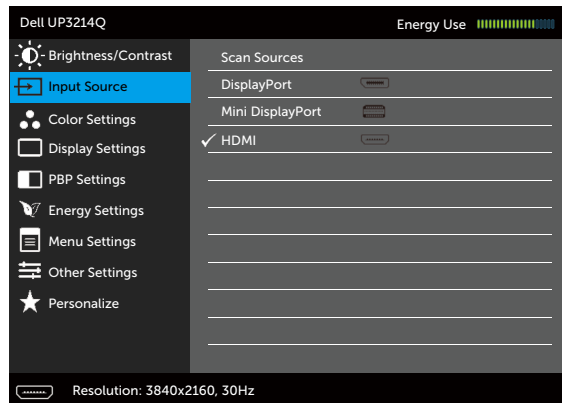 Dell UP3214Q
Energy Use
Brightness/Contrast
Input Source
Color Settings
Display Settings
PBP Settings
Energy Settings
Menu Settings
Other Settings
Personalize
Scan Sources
DisplayPort
Mini DisplayPort
HDMI
Resolution: 3840x2160, 30Hz